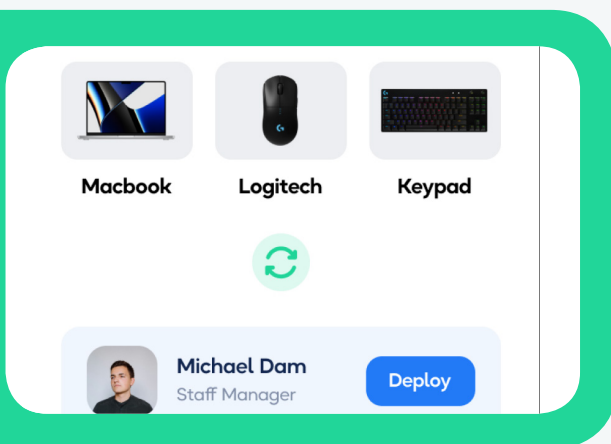 Macbook
Logitech
Keypad
Michael Dam
Staff Manager
Deploy